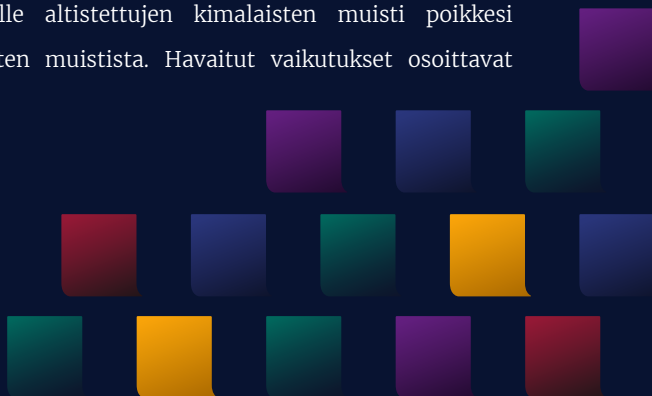 lle altistettujen kimalaisten muisti poikkesi
ten muistista. Havaitut vaikutukset osoittavat